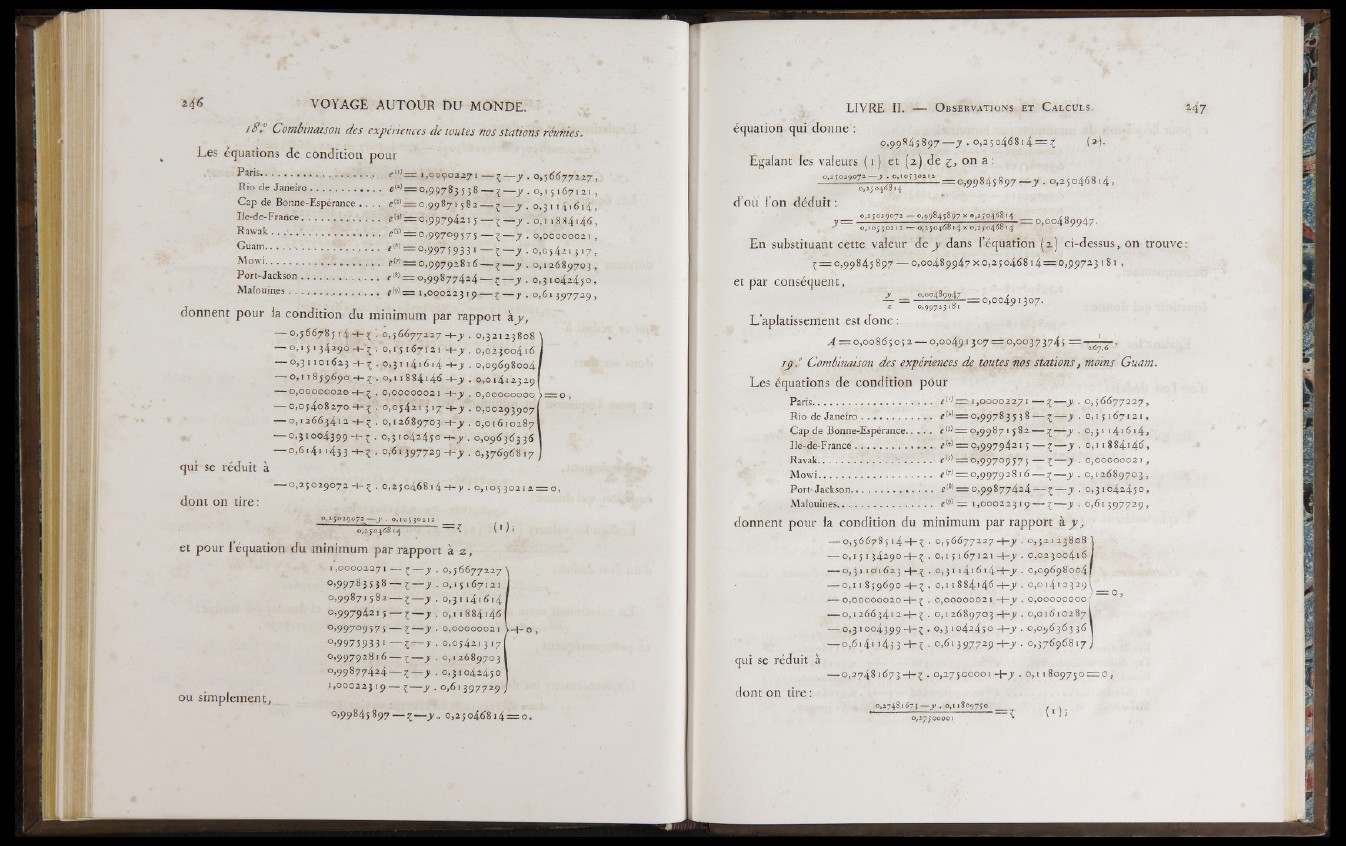 246 VOYAGE AUTOUR DU MONDE.
18.° Combinaison des expériences de toutes nos stations réunies.
Les équations de condition pour
Paris.................. e⁽¹⁾ = 1,00002271 — z — y . 0,56677227,
Rio de Janeiro........... e⁽²⁾ = 0,99783538 — z — y . 0,15167121,
Cap de Bonne-Espérance.... e⁽³⁾ = 0,99871582 — z — y . 0,31141614,
Ile-de-France............ e⁽⁴⁾ = 0,99794215 — z — y . 0,11884146,
Rawak.................. e⁽⁵⁾ = 0,99709575 — z — y . 0,00000021,
Guam................... e⁽⁶⁾ = 0,99759331 — z — y . 0,05421317,
Mowi................... e⁽⁷⁾ = 0,99792816 — z — y . 0,12689703,
Port-Jackson............. e⁽⁸⁾ = 0,99877424 — z — y . 0,31042450,
Malouines............... e⁽⁹⁾ = 1,00022319 — z — y . 0,61397729,
donnent pour la condition du minimum par rapport à y,
— 0,56678514 + z . 0,56677227 + y . 0,32123808
— 0,15134290 + z . 0,15167121 + y . 0,02300416
— 0,31101623 + z . 0,31141614 + y . 0,09698004
— 0,11859690 + z . 0,11884146 + y . 0,01412329
— 0,00000020 + z . 0,00000021 + y . 0,00000000 } = 0,
— 0,05408270 + z . 0,05421317 + y . 0,00293907
— 0,12663412 + z . 0,12689703 + y . 0,01610287
— 0,31004399 + z . 0,31042450 + y . 0,09636336
— 0,61411433 + z . 0,61397729 + y . 0,37696817
qui se réduit à
— 0,25029072 + z . 0,25046814 + y . 0,10530212 = 0,
dont on tire:
0,25029072 — y . 0,10530212
0,25046814 = z (1);
et pour l'équation du minimum par rapport à z,
1,00002271 — z — y . 0,56677227
0,99783538 — z — y . 0,15167121
0,99871582 — z — y . 0,31141614
0,99794215 — z — y . 0,11884146
0,99709575 — z — y . 0,00000021 } + 0,
0,99759331 — z — y . 0,05421317
0,99792816 — z — y . 0,12689703
0,99877424 — z — y . 0,31042450
1,00022319 — z — y . 0,61397729
ou simplement,
0,99845897 — z — y . 0,25046814 = 0.
LIVRE II. — OBSERVATIONS ET CALCULS. 247
équation qui donne:
0,99845897 — y . 0,25046814 = z (2).
Egalant les valeurs (1) et (2) de z, on a:
0,25029072 — y . 0,10530212
0,25046814 = 0,99845897 — y . 0,25046814,
d'où l'on déduit:
y = 0,25029072 — 0,99845897 × 0,25046814
0,10530212 — 0,25046814 × 0,25046814 = 0,00489947.
En substituant cette valeur de y dans l'équation (2) ci-dessus, on trouve:
z = 0,99845897 — 0,00489947 × 0,25046814 = 0,99723181,
et par conséquent,
y/z = 0,00489947/0,99723181 = 0,00491307.
L'aplatissement est donc:
A = 0,00865052 — 0,00491307 = 0,00373745 = 1/267,6.
19.° Combinaison des expériences de toutes nos stations, moins Guam.
Les équations de condition pour
Paris.................. e⁽¹⁾ = 1,00002271 — z — y . 0,56677227,
Rio de Janeiro........... e⁽²⁾ = 0,99783538 — z — y . 0,15167121,
Cap de Bonne-Espérance..... e⁽³⁾ = 0,99871582 — z — y . 0,31141614,
Ile-de-France............ e⁽⁴⁾ = 0,99794215 — z — y . 0,11884146,
Ravak.................. e⁽⁵⁾ = 0,99709575 — z — y . 0,00000021,
Mowi.................. e⁽⁷⁾ = 0,99792816 — z — y . 0,12689703,
Port-Jackson............. e⁽⁸⁾ = 0,99877424 — z — y . 0,31042450,
Malouines............... e⁽⁹⁾ = 1,00022319 — z — y . 0,61397729,
donnent pour la condition du minimum par rapport à y,
— 0,56678514 + z . 0,56677227 + y . 0,32123808
— 0,15134290 + z . 0,15167121 + y . 0,02300416
— 0,31101623 + z . 0,31141614 + y . 0,09698004
— 0,11859690 + z . 0,11884146 + y . 0,01412329
— 0,00000020 + z . 0,00000021 + y . 0,00000000 } = 0,
— 0,12663412 + z . 0,12689703 + y . 0,01610287
— 0,31004399 + z . 0,31042450 + y . 0,09636336
— 0,61411433 + z . 0,61397729 + y . 0,37696817
qui se réduit à
— 0,27481673 + z . 0,27500001 + y . 0,11809750 = 0;
dont on tire:
0,27481673 — y . 0,11809750
0,27500001 = z (1);